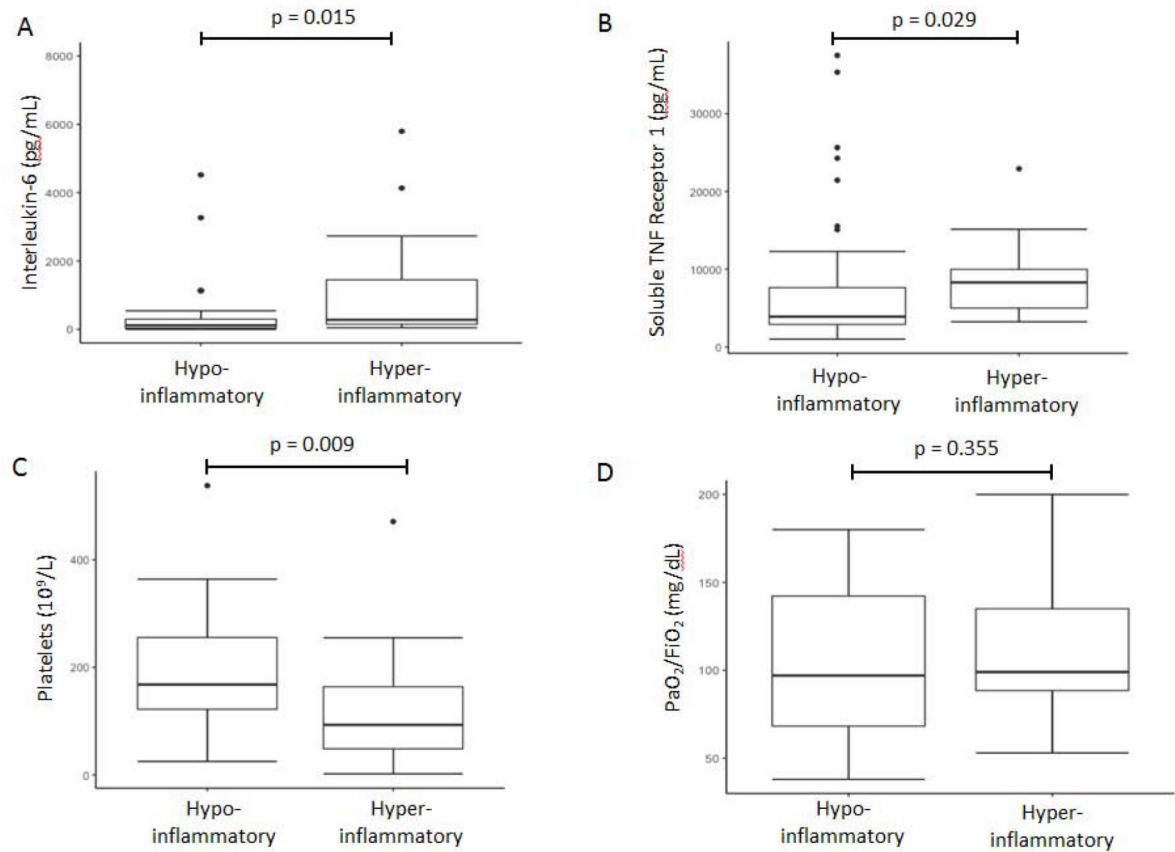 A
p = 0.015
8000
6000
4000
2000
0
Interleukin-6 (pg/mL)
Hypo-
inflammatory
Hyper-
inflammatory
B
p = 0.029
30000
20000
10000
0
Soluble TNF Receptor 1 (pg/mL)
Hypo-
inflammatory
Hyper-
inflammatory
C
p = 0.009
400
200
0
Platelets (10⁹/L)
Hypo-
inflammatory
Hyper-
inflammatory
D
p = 0.355
200
150
100
50
PaO₂/FiO₂ (mg/dL)
Hypo-
inflammatory
Hyper-
inflammatory